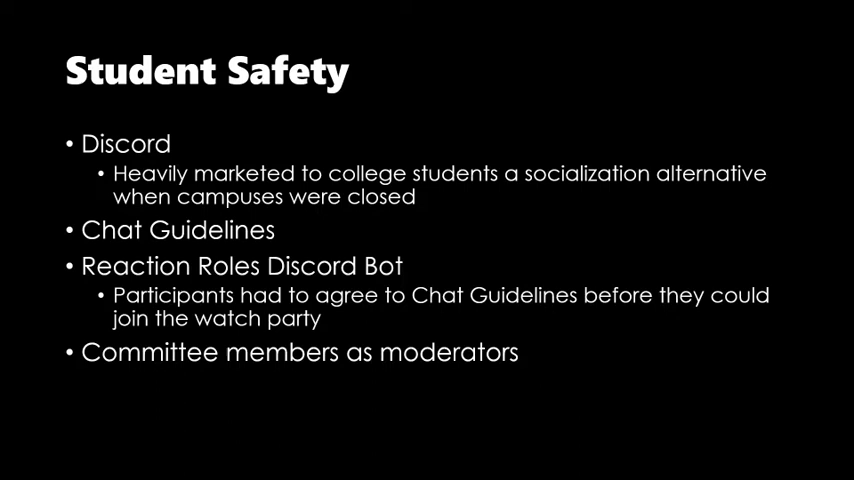 Student Safety
• Discord
• Heavily marketed to college students a socialization alternative
when campuses were closed
• Chat Guidelines
• Reaction Roles Discord Bot
• Participants had to agree to Chat Guidelines before they could
join the watch party
• Committee members as moderators